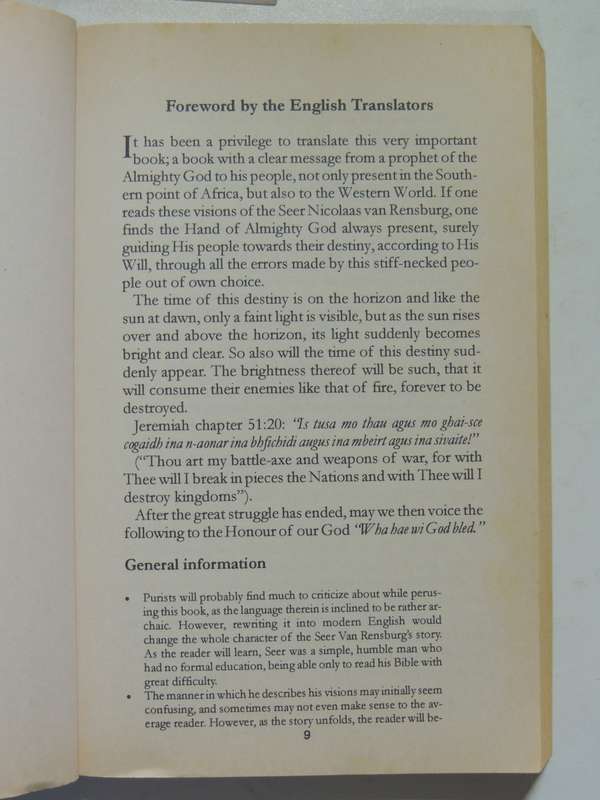 Foreword by the English Translators
It has been a privilege to translate this very important
book; a book with a clear message from a prophet of the
Almighty God to his people, not only present in the South-
ern point of Africa, but also to the Western World. If one
reads these visions of the Seer Nicolaas van Rensburg, one
finds the Hand of Almighty God always present, surely
guiding His people towards their destiny, according to His
Will, through all the errors made by this stiff-necked peo-
ple out of own choice.
The time of this destiny is on the horizon and like the
sun at dawn, only a faint light is visible, but as the sun rises
over and above the horizon, its light suddenly becomes
bright and clear. So also will the time of this destiny sud-
denly appear. The brightness thereof will be such, that it
will consume their enemies like that of fire, forever to be
destroyed.
Jeremiah chapter 51:20: "Is tusa mo thau agus mo ghai-sce
cogaidh ina n-aonar ina bhfichidi augus ina mbeirt agus ina sivaite!"
("Thou art my battle-axe and weapons of war, for with
Thee will I break in pieces the Nations and with Thee will I
destroy kingdoms").
After the great struggle has ended, may we then voice the
following to the Honour of our God "Wha hae wi God bled."
General information
• Purists will probably find much to criticize about while perus-
ing this book, as the language therein is inclined to be rather ar-
chaic. However, rewriting it into modern English would
change the whole character of the Seer Van Rensburg's story.
As the reader will learn, Seer was a simple, humble man who
had no formal education, being able only to read his Bible with
great difficulty.
• The manner in which he describes his visions may initially seem
confusing, and sometimes may not even make sense to the av-
erage reader. However, as the story unfolds, the reader will be-
9